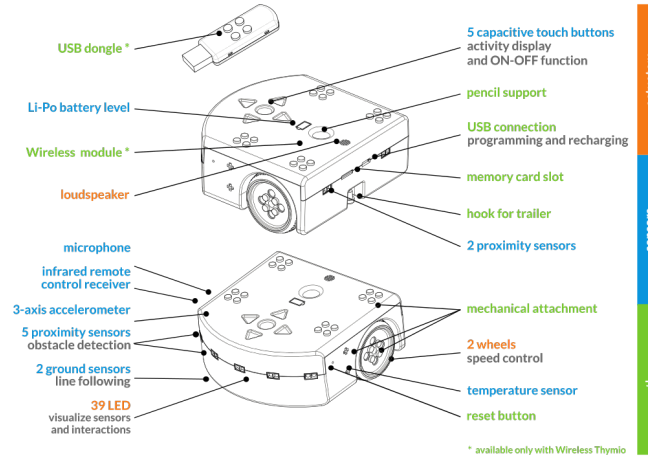 USB dongle *
5 capacitive touch buttons
activity display
and ON-OFF function
Li-Po battery level
pencil support
Wireless module *
USB connection
programming and recharging
loudspeaker
memory card slot
hook for trailer
2 proximity sensors
microphone
infrared remote
control receiver
3-axis accelerometer
5 proximity sensors
obstacle detection
2 ground sensors
line following
39 LED
visualize sensors
and interactions
mechanical attachment
2 wheels
speed control
temperature sensor
reset button
* available only with Wireless Thymio